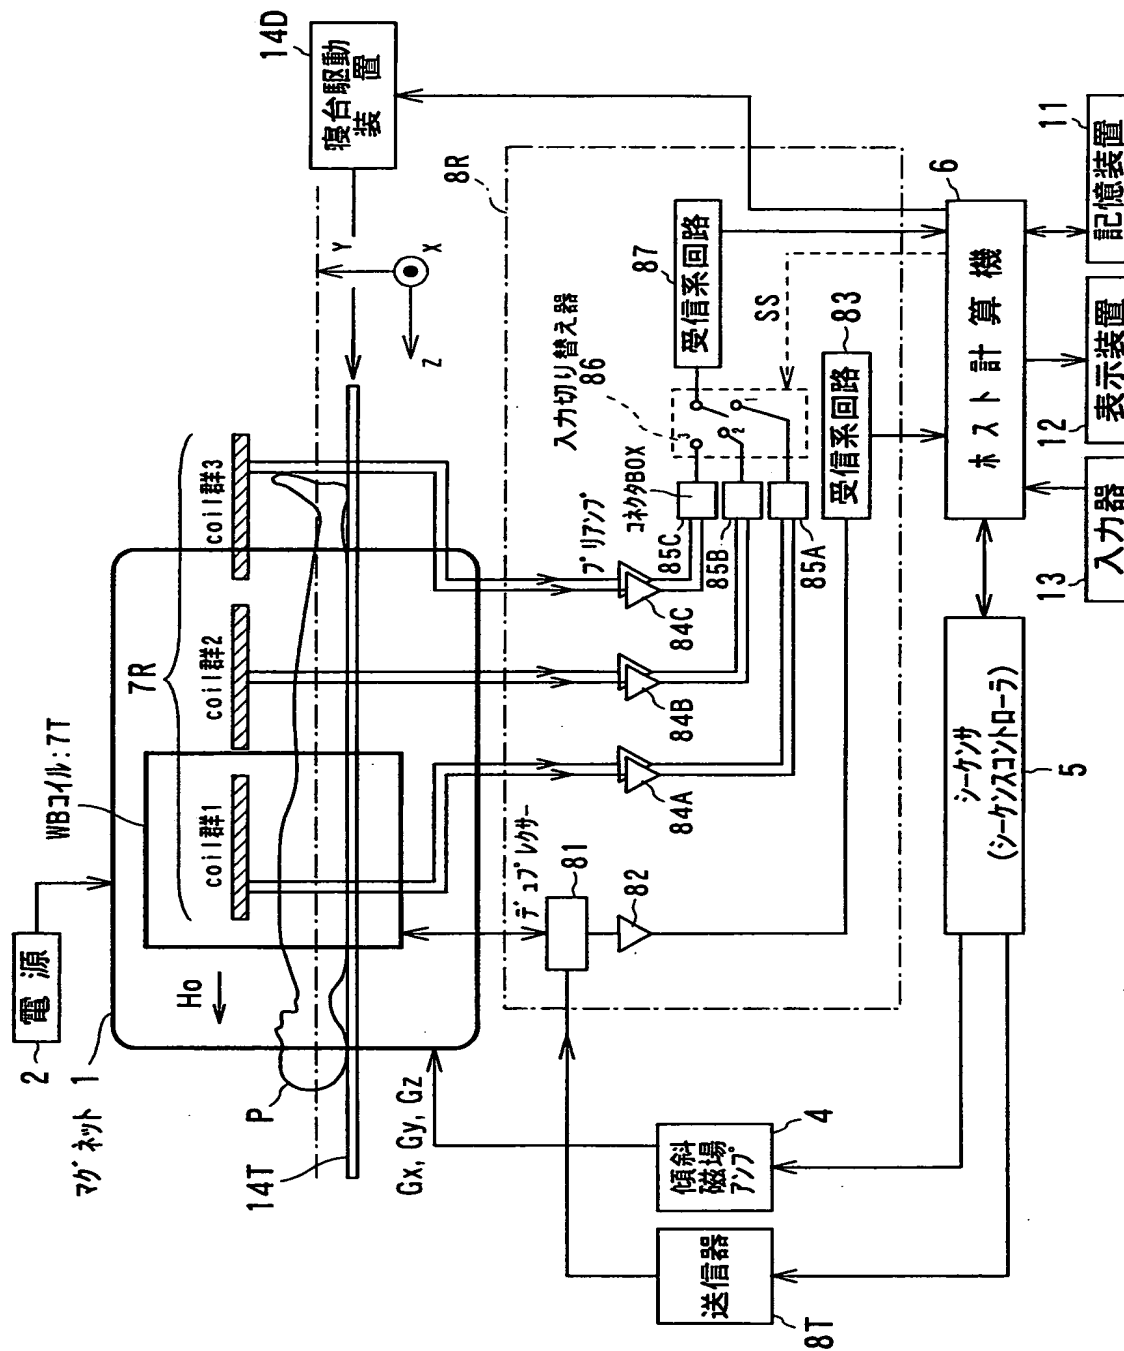 電源
2
マグネット 1
WBコイル:7T
7R
coil群1
coil群2
coil群3
Ho
P
14T
Gx, Gy, Gz
14D
寝台駆動
装置
Y
X
Z
8R
デュプレクサー
81
82
プリアンプ
84A
84B
84C
コネクタBOX
85C
85B
85A
入力切り替え器
86
3
2
1
受信系回路
87
SS
受信系回路
83
送信器
8T
傾斜
磁場
アンプ
4
シーケンサ
(シーケンスコントローラ)
5
ホスト計算機
6
入力器
13
表示装置
12
記憶装置
11